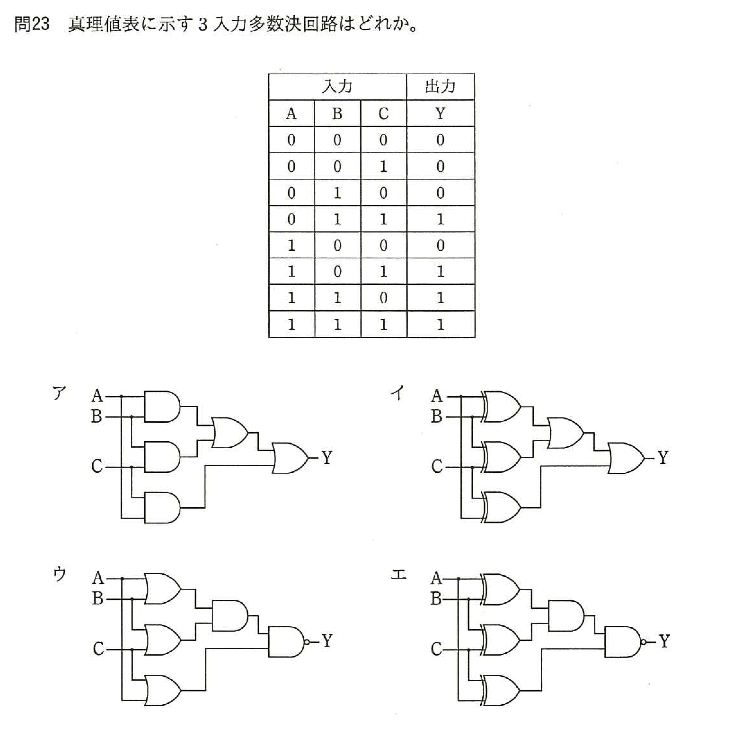 問23　真理値表に示す3入力多数決回路はどれか。
入力 出力
A B C Y
0 0 0 0
0 0 1 0
0 1 0 0
0 1 1 1
1 0 0 0
1 0 1 1
1 1 0 1
1 1 1 1
ア A B C Y
イ A B C Y
ウ A B C Y
エ A B C Y